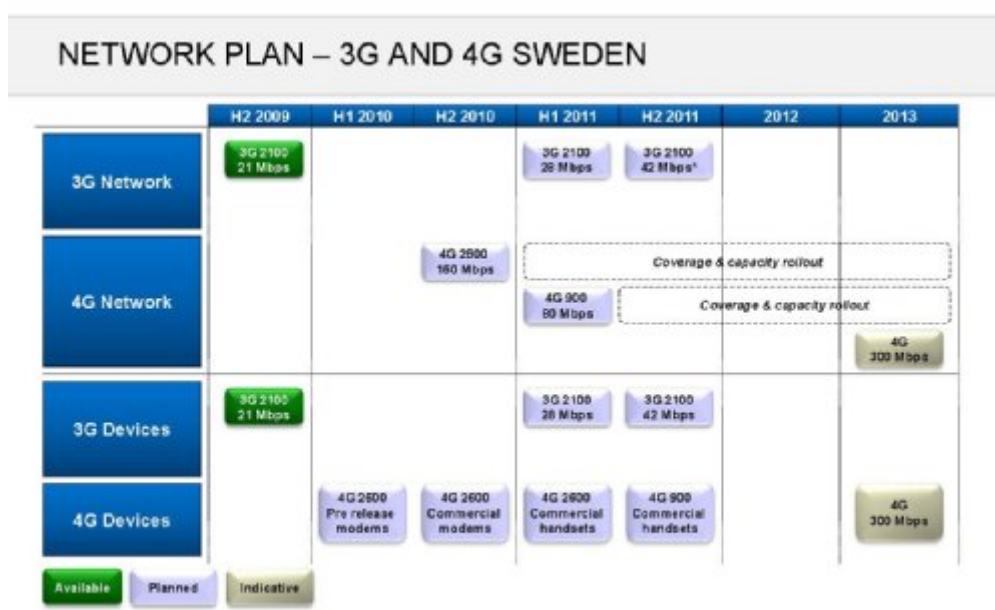 NETWORK PLAN – 3G AND 4G SWEDEN
H2 2009 H1 2010 H2 2010 H1 2011 H2 2011 2012 2013
3G Network
3G 2100
21 Mbps
3G 2100
28 Mbps
3G 2100
42 Mbps*
4G Network
4G 2600
160 Mbps
Coverage & capacity rollout
4G 900
80 Mbps
Coverage & capacity rollout
4G
300 Mbps
3G Devices
3G 2100
21 Mbps
3G 2100
28 Mbps
3G 2100
42 Mbps
4G Devices
4G 2600
Pre release
modems
4G 2600
Commercial
modems
4G 2600
Commercial
handsets
4G 900
Commercial
handsets
4G
300 Mbps
Available
Planned
Indicative